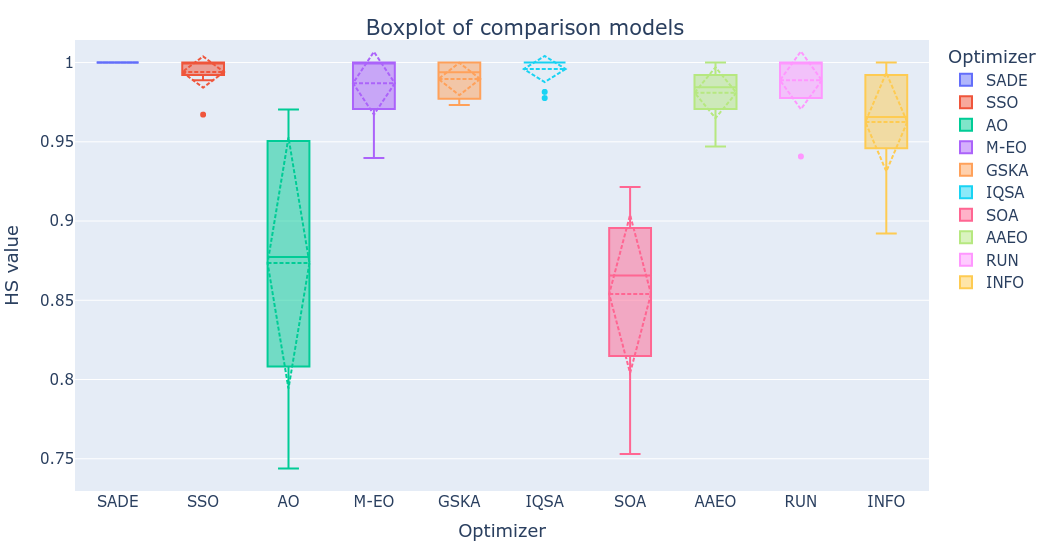 Boxplot of comparison models
HS value
1
0.95
0.9
0.85
0.8
0.75
SADE
SSO
AO
M-EO
GSKA
IQSA
SOA
AAEO
RUN
INFO
Optimizer
Optimizer
SADE
SSO
AO
M-EO
GSKA
IQSA
SOA
AAEO
RUN
INFO